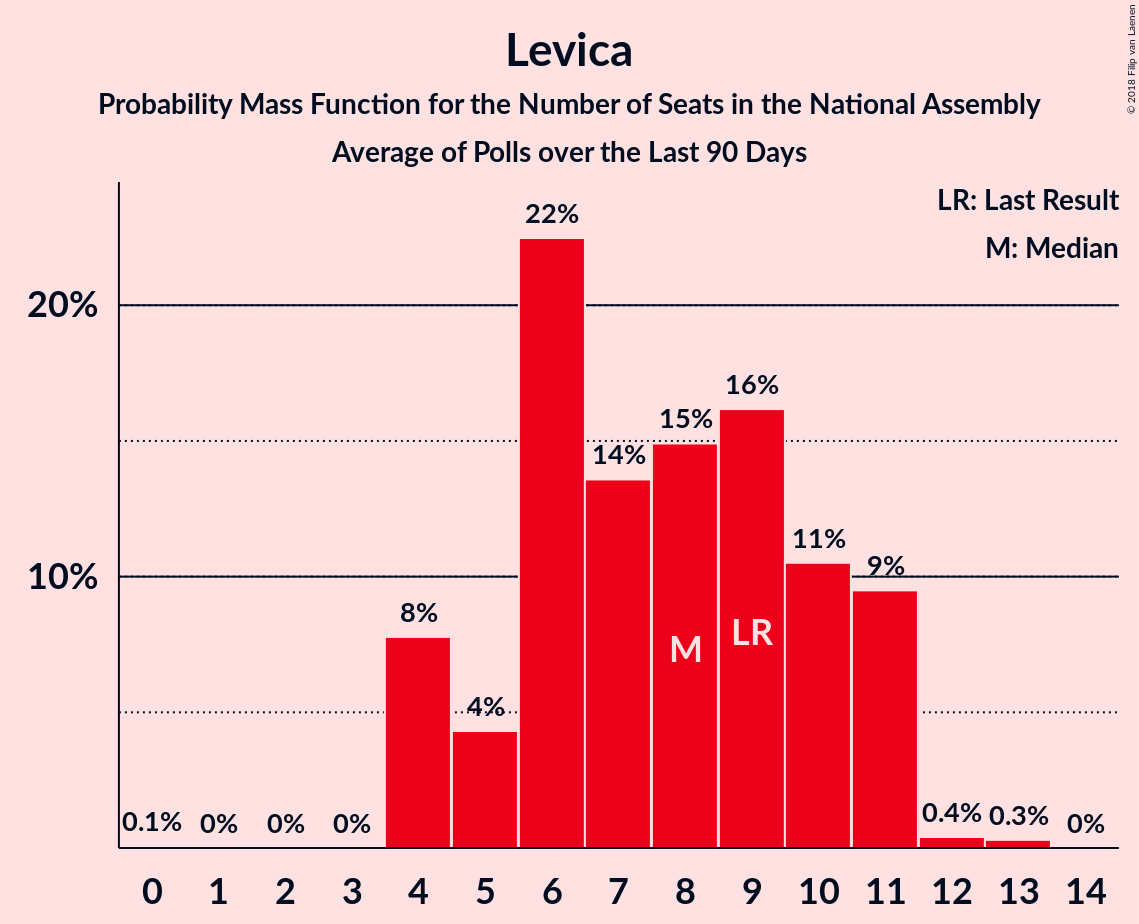 Levica
Probability Mass Function for the Number of Seats in the National Assembly
Average of Polls over the Last 90 Days
© 2018 Filip van Laenen
LR: Last Result
M: Median
20%
10%
0.1%
0%
0%
0%
8%
4%
22%
14%
15%
16%
11%
9%
0.4%
0.3%
0%
M
LR
0 1 2 3 4 5 6 7 8 9 10 11 12 13 14